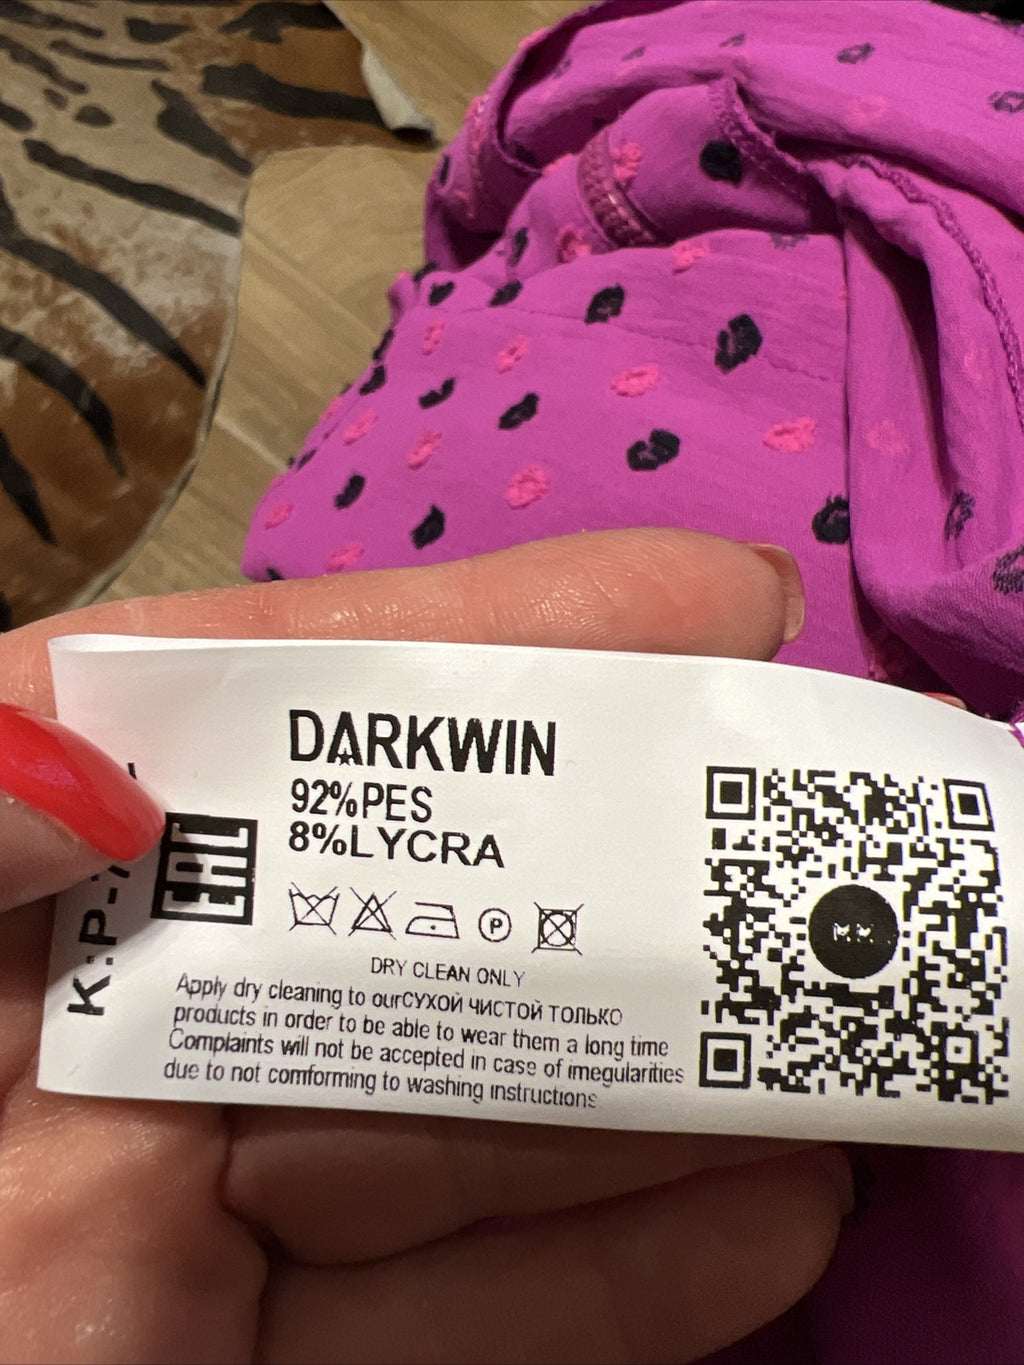 DARKWIN
92%PES
8%LYCRA
P
DRY CLEAN ONLY
Apply dry cleaning to ourСУХОЙ ЧИСТОЙ ТОЛЬКО
products in order to be able to wear them a long time
Complaints will not be accepted in case of imegularities
due to not comforming to washing instructions
EAC
K:P-
M.M.